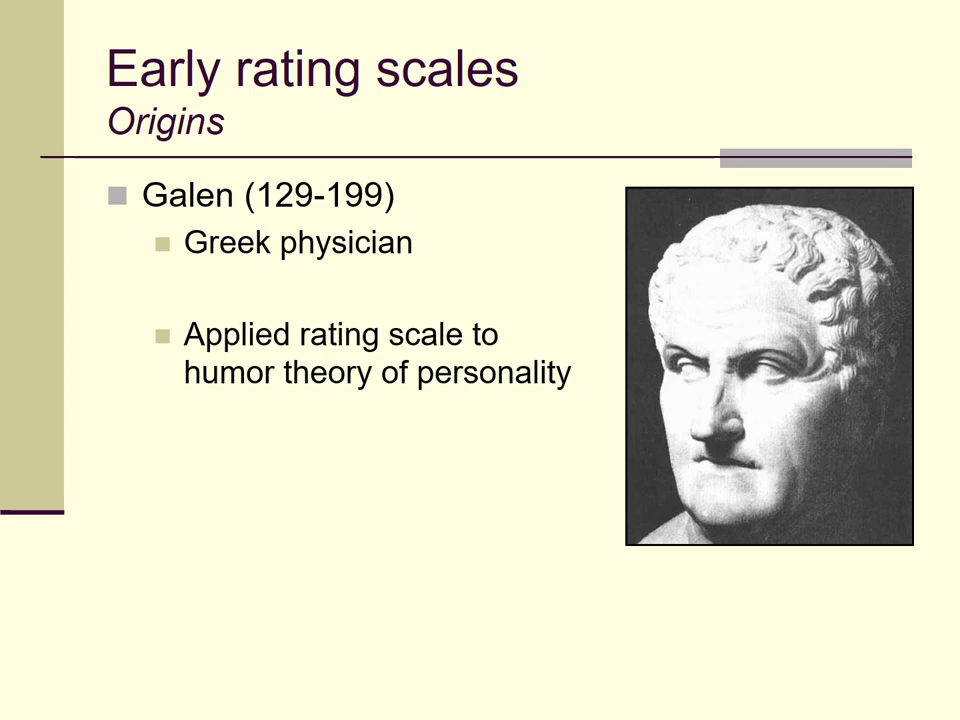 Early rating scales
Origins
Galen (129-199)
Greek physician
Applied rating scale to
humor theory of personality